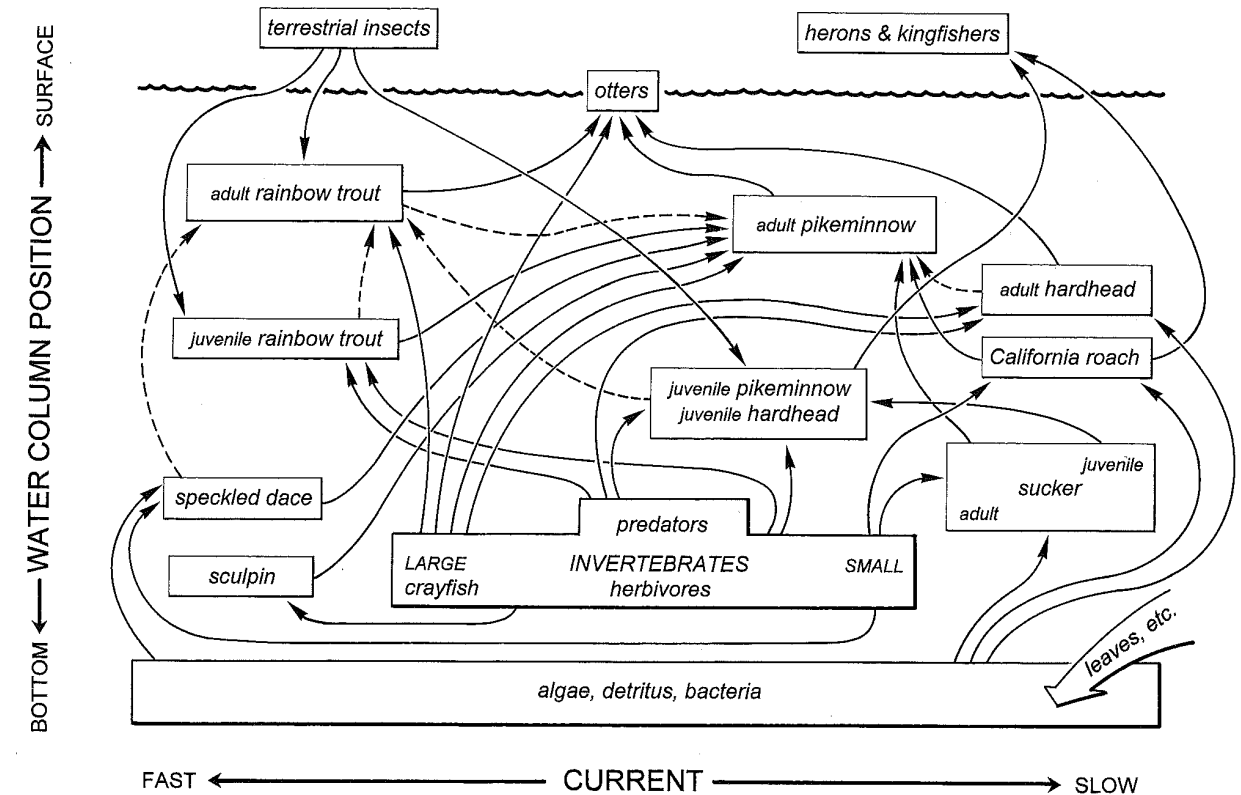 terrestrial insects
herons & kingfishers
otters
adult rainbow trout
adult pikeminnow
adult hardhead
juvenile rainbow trout
California roach
juvenile pikeminnow
juvenile hardhead
juvenile
sucker
adult
speckled dace
predators
sculpin
LARGE
crayfish
INVERTEBRATES
herbivores
SMALL
leaves, etc.
algae, detritus, bacteria
BOTTOM
WATER COLUMN POSITION
SURFACE
FAST
CURRENT
SLOW